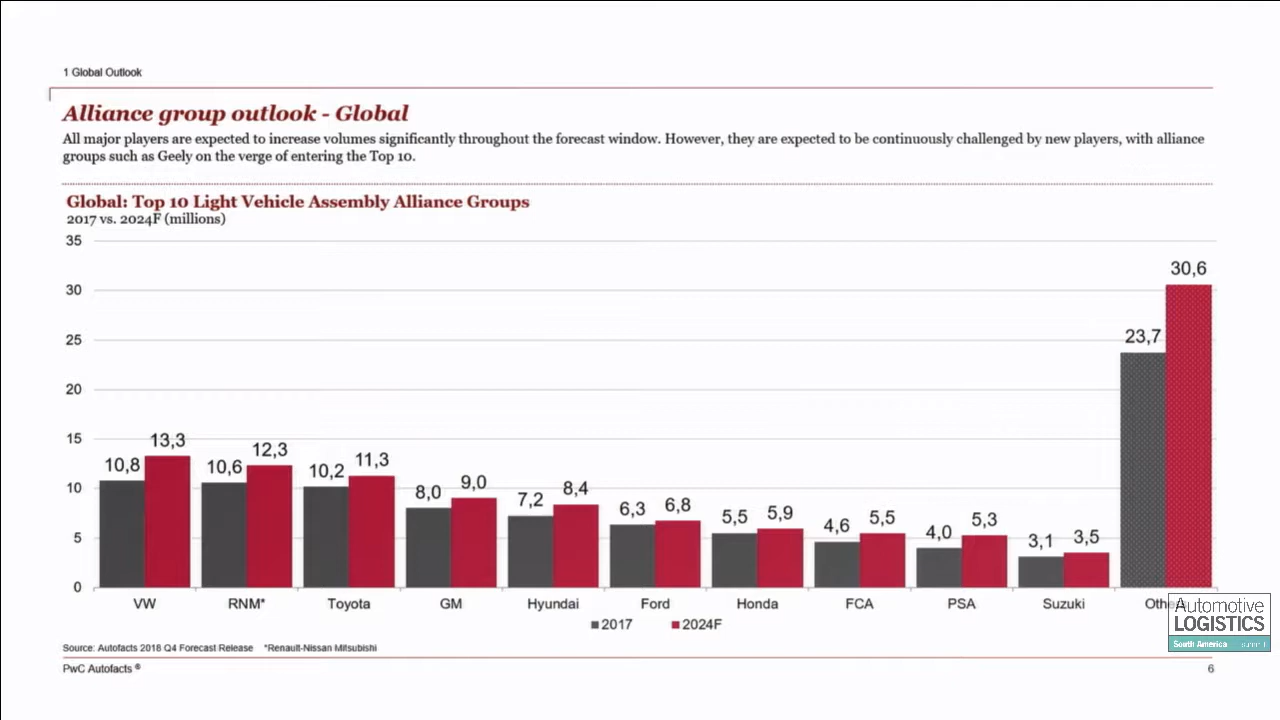 1 Global Outlook
Alliance group outlook - Global
All major players are expected to increase volumes significantly throughout the forecast window. However, they are expected to be continuously challenged by new players, with alliance
groups such as Geely on the verge of entering the Top 10.
Global: Top 10 Light Vehicle Assembly Alliance Groups
2017 vs. 2024F (millions)
35
30
25
20
15
10
5
0
10,8 13,3
10,6 12,3
10,2 11,3
8,0 9,0
7,2 8,4
6,3 6,8
5,5 5,9
4,6 5,5
4,0 5,3
3,1 3,5
23,7 30,6
VW RNM* Toyota GM Hyundai Ford Honda FCA PSA Suzuki
2017 2024F
Automotive
LOGISTICS
South America summit
Source: Autofacts 2018 Q4 Forecast Release *Renault-Nissan Mitsubishi
PwC Autofacts ®
6